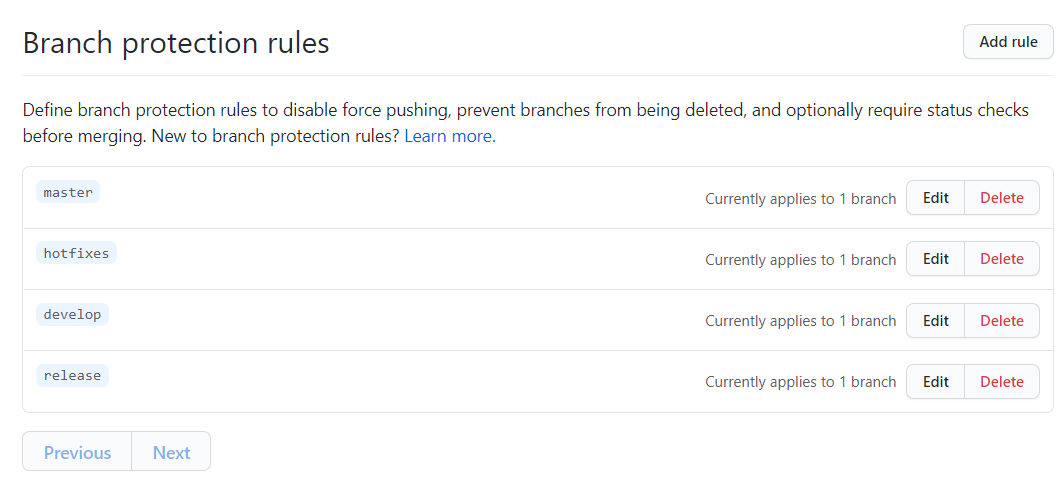 Branch protection rules
Add rule
Define branch protection rules to disable force pushing, prevent branches from being deleted, and optionally require status checks
before merging. New to branch protection rules? Learn more.
master
Currently applies to 1 branch
Edit
Delete
hotfixes
Currently applies to 1 branch
Edit
Delete
develop
Currently applies to 1 branch
Edit
Delete
release
Currently applies to 1 branch
Edit
Delete
Previous
Next